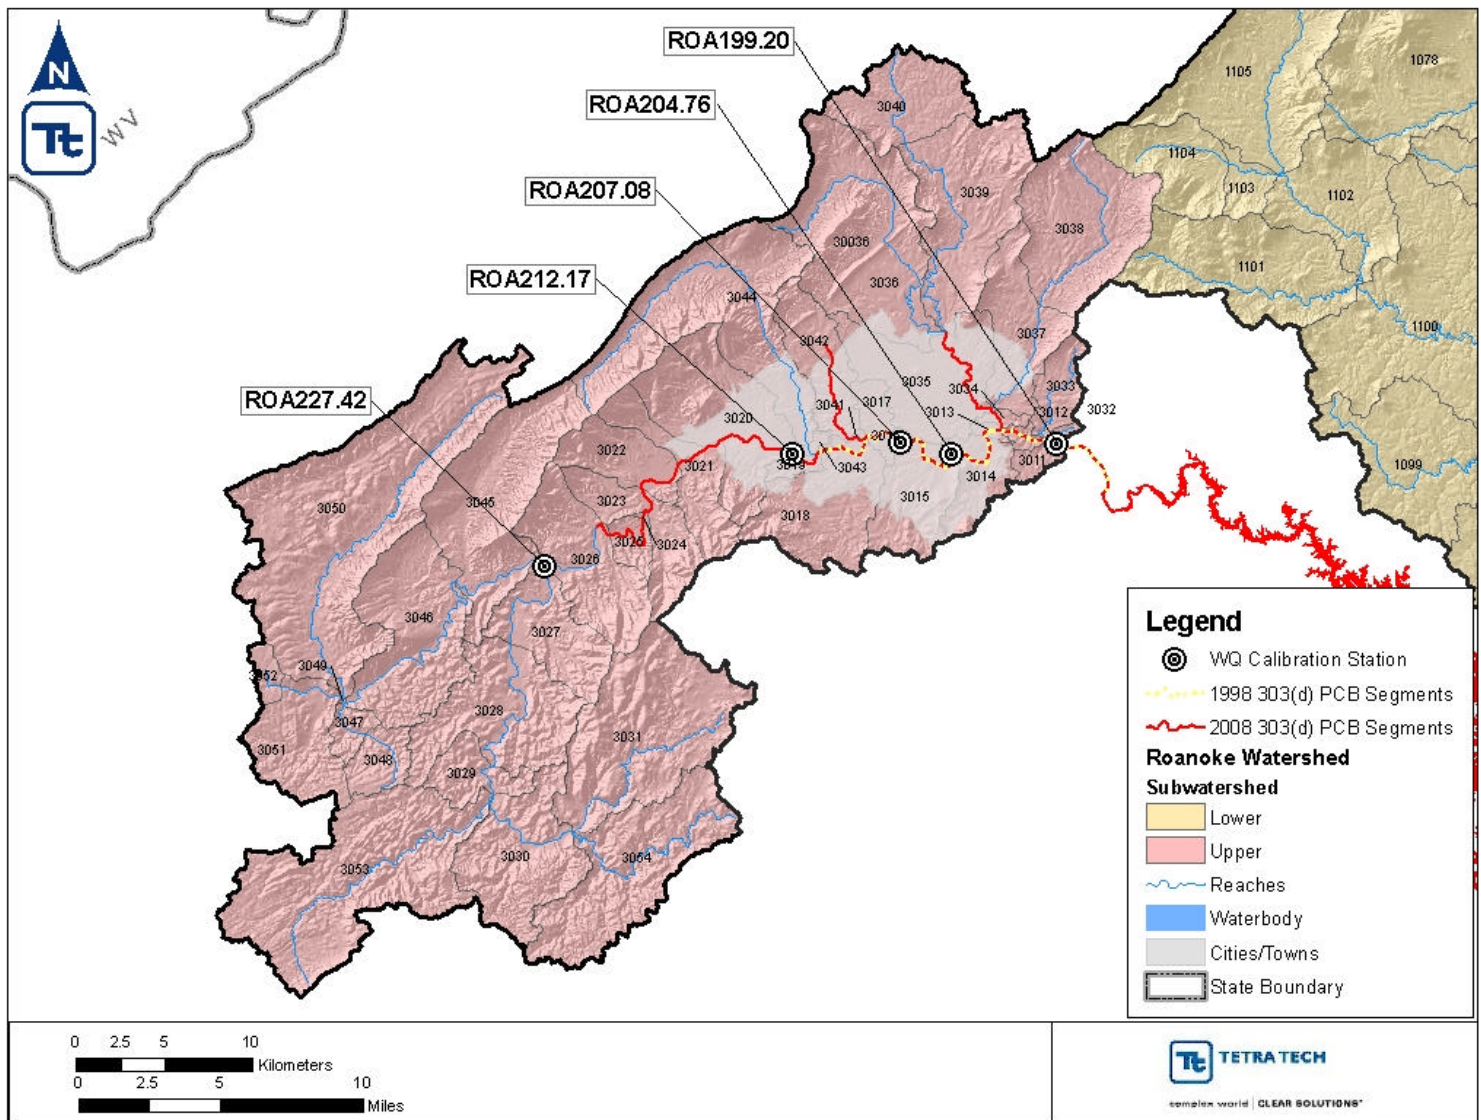 ROA199.20
N
Tt
WV
ROA204.76
ROA207.08
ROA212.17
ROA227.42
1105
1078
3040
1104
1103
1102
3039
3038
30036
1101
3036
3044
1100
3037
3042
3035
3034
3033
3041
3017
3013
3012
3032
3020
3022
3021
3043
3011
1099
3045
3050
3023
3015
3014
3018
3025
3024
3026
3046
3027
3049
3047
3028
3031
3051
3048
3029
3053
3030
3054
Legend
WQ Calibration Station
1998 303(d) PCB Segments
2008 303(d) PCB Segments
Roanoke Watershed
Subwatershed
Lower
Upper
Reaches
Waterbody
Cities/Towns
State Boundary
0 2.5 5 10
Kilometers
0 2.5 5 10
Miles
Tt TETRA TECH
complex world | CLEAR SOLUTIONS™